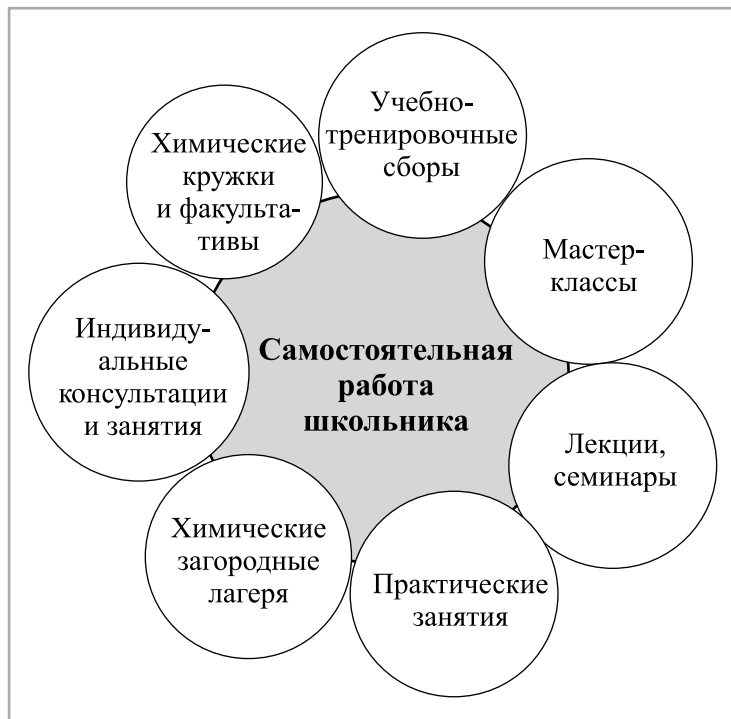 Учебно-
тренировочные
сборы
Химические
кружки
и факульта-
тивы
Мастер-
классы
Индивиду-
альные
консультации
и занятия
Самостоятельная
работа
школьника
Лекции,
семинары
Химические
загородные
лагеря
Практические
занятия